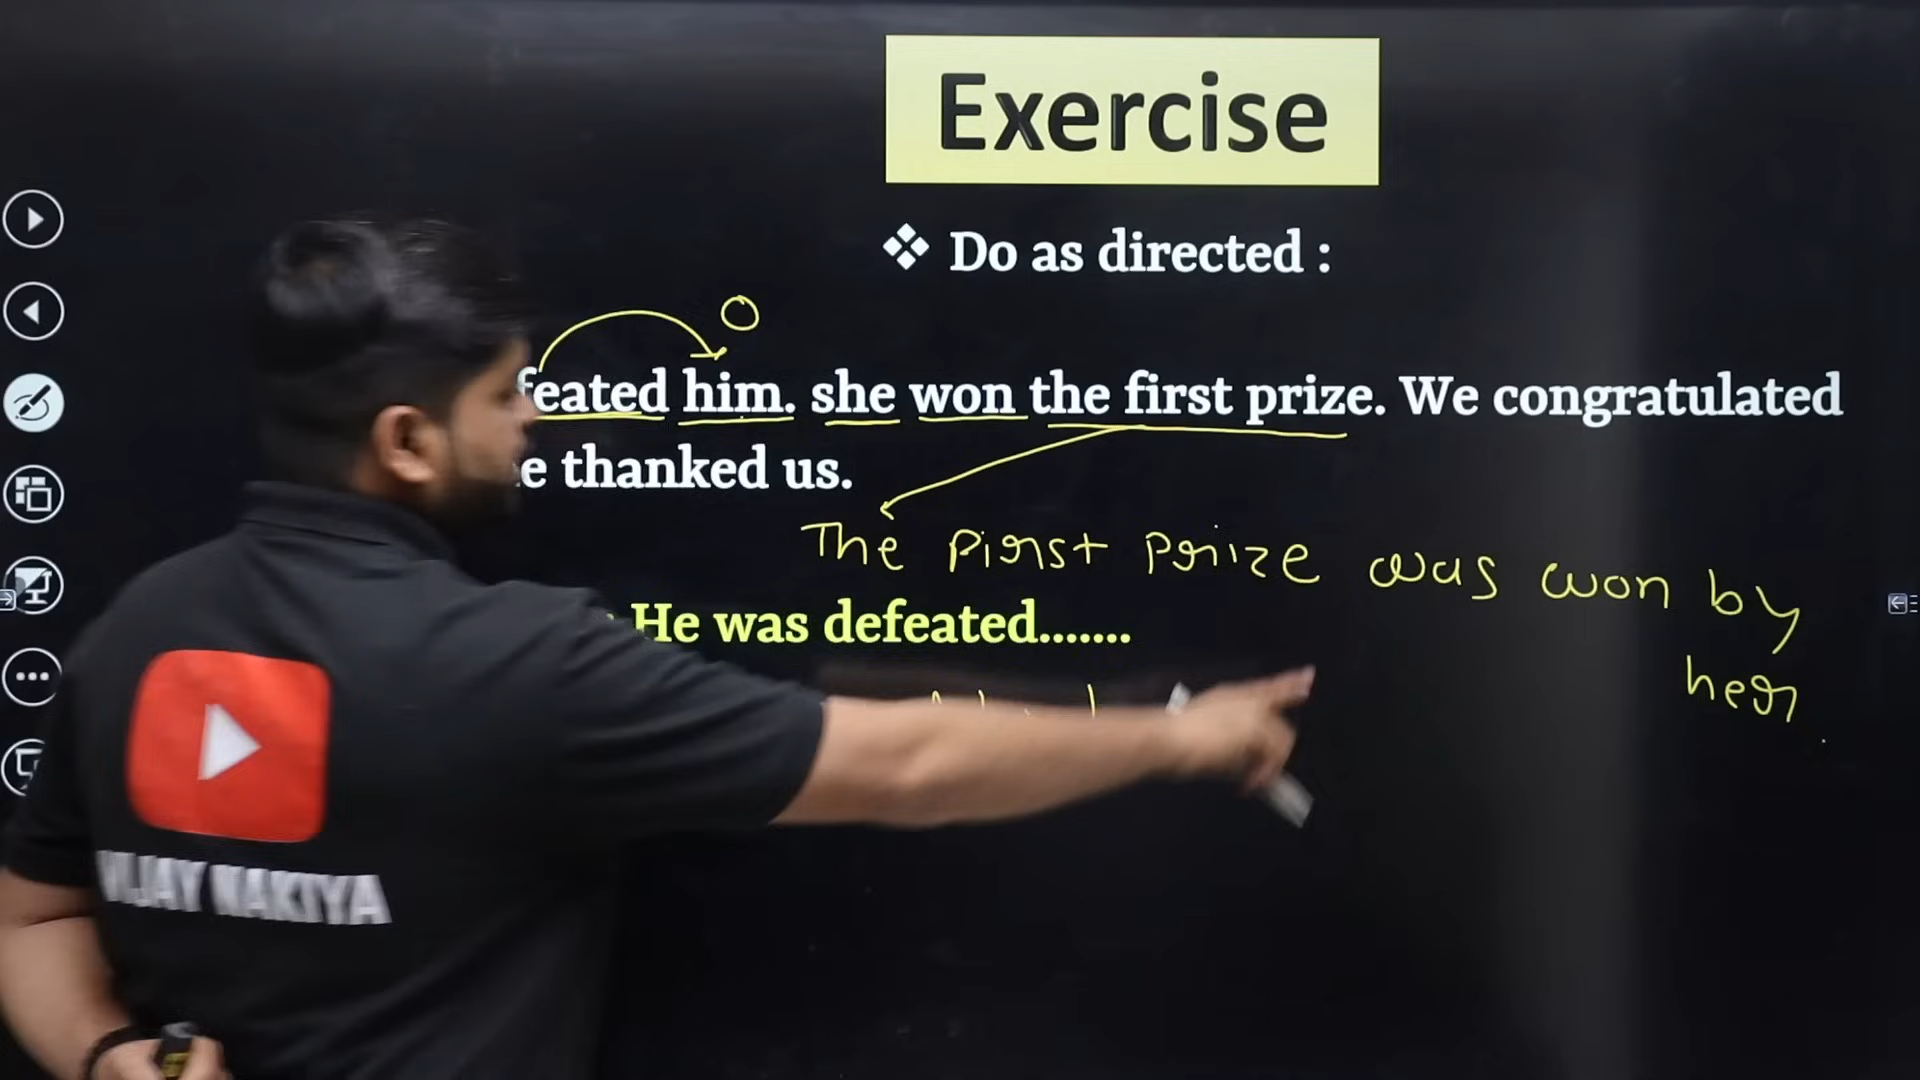 Exercise
❖ Do as directed :
feated him. she won the first prize. We congratulated
e thanked us.
The first prize was won by
her
He was defeated.......
VIJAY NAKIYA